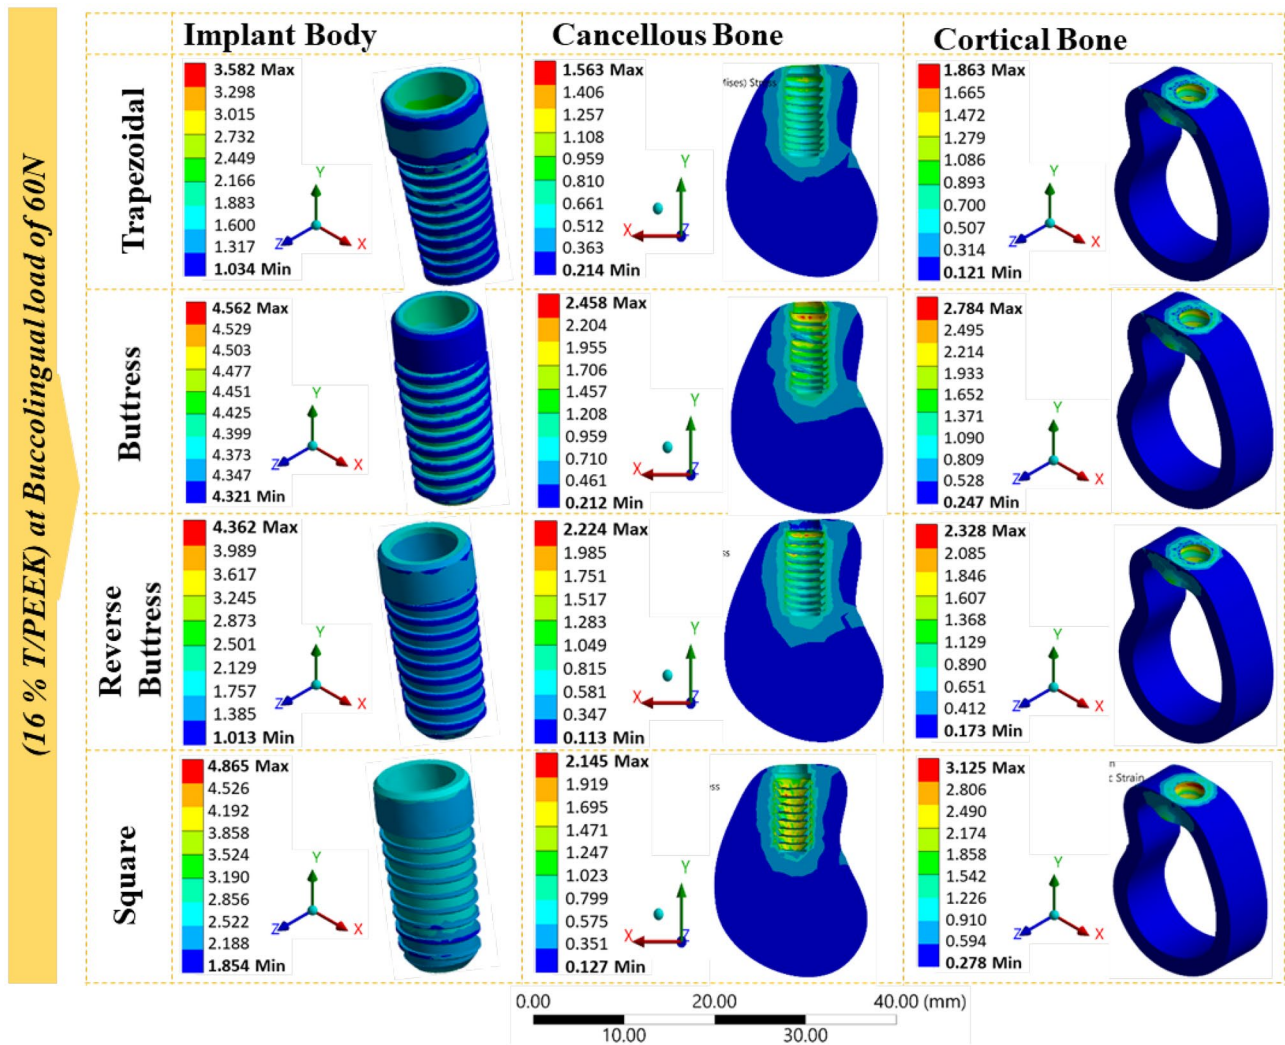 Implant Body
Cancellous Bone
Cortical Bone
(16 % T/PEEK) at Buccolingual load of 60N
Trapezoidal
3.582 Max
3.298
3.015
2.732
2.449
2.166
1.883
1.600
1.317
1.034 Min
Y
Z
X
1.563 Max
1.406
1.257
1.108
0.959
0.810
0.661
0.512
0.363
0.214 Min
Y
X
Z
Mises) Stress
1.863 Max
1.665
1.472
1.279
1.086
0.893
0.700
0.507
0.314
0.121 Min
Y
Z
X
Buttress
4.562 Max
4.529
4.503
4.477
4.451
4.425
4.399
4.373
4.347
4.321 Min
Y
Z
X
2.458 Max
2.204
1.955
1.706
1.457
1.208
0.959
0.710
0.461
0.212 Min
Y
X
Z
2.784 Max
2.495
2.214
1.933
1.652
1.371
1.090
0.809
0.528
0.247 Min
Y
Z
X
Reverse
Buttress
4.362 Max
3.989
3.617
3.245
2.873
2.501
2.129
1.757
1.385
1.013 Min
Y
Z
X
2.224 Max
1.985
1.751
1.517
1.283
1.049
0.815
0.581
0.347
0.113 Min
Y
X
Z
ss
2.328 Max
2.085
1.846
1.607
1.368
1.129
0.890
0.651
0.412
0.173 Min
Y
Z
X
Square
4.865 Max
4.526
4.192
3.858
3.524
3.190
2.856
2.522
2.188
1.854 Min
Y
Z
X
2.145 Max
1.919
1.695
1.471
1.247
1.023
0.799
0.575
0.351
0.127 Min
Y
X
Z
ss
3.125 Max
2.806
2.490
2.174
1.858
1.542
1.226
0.910
0.594
0.278 Min
Y
Z
X
c Strain
0.00 20.00 40.00 (mm)
10.00 30.00